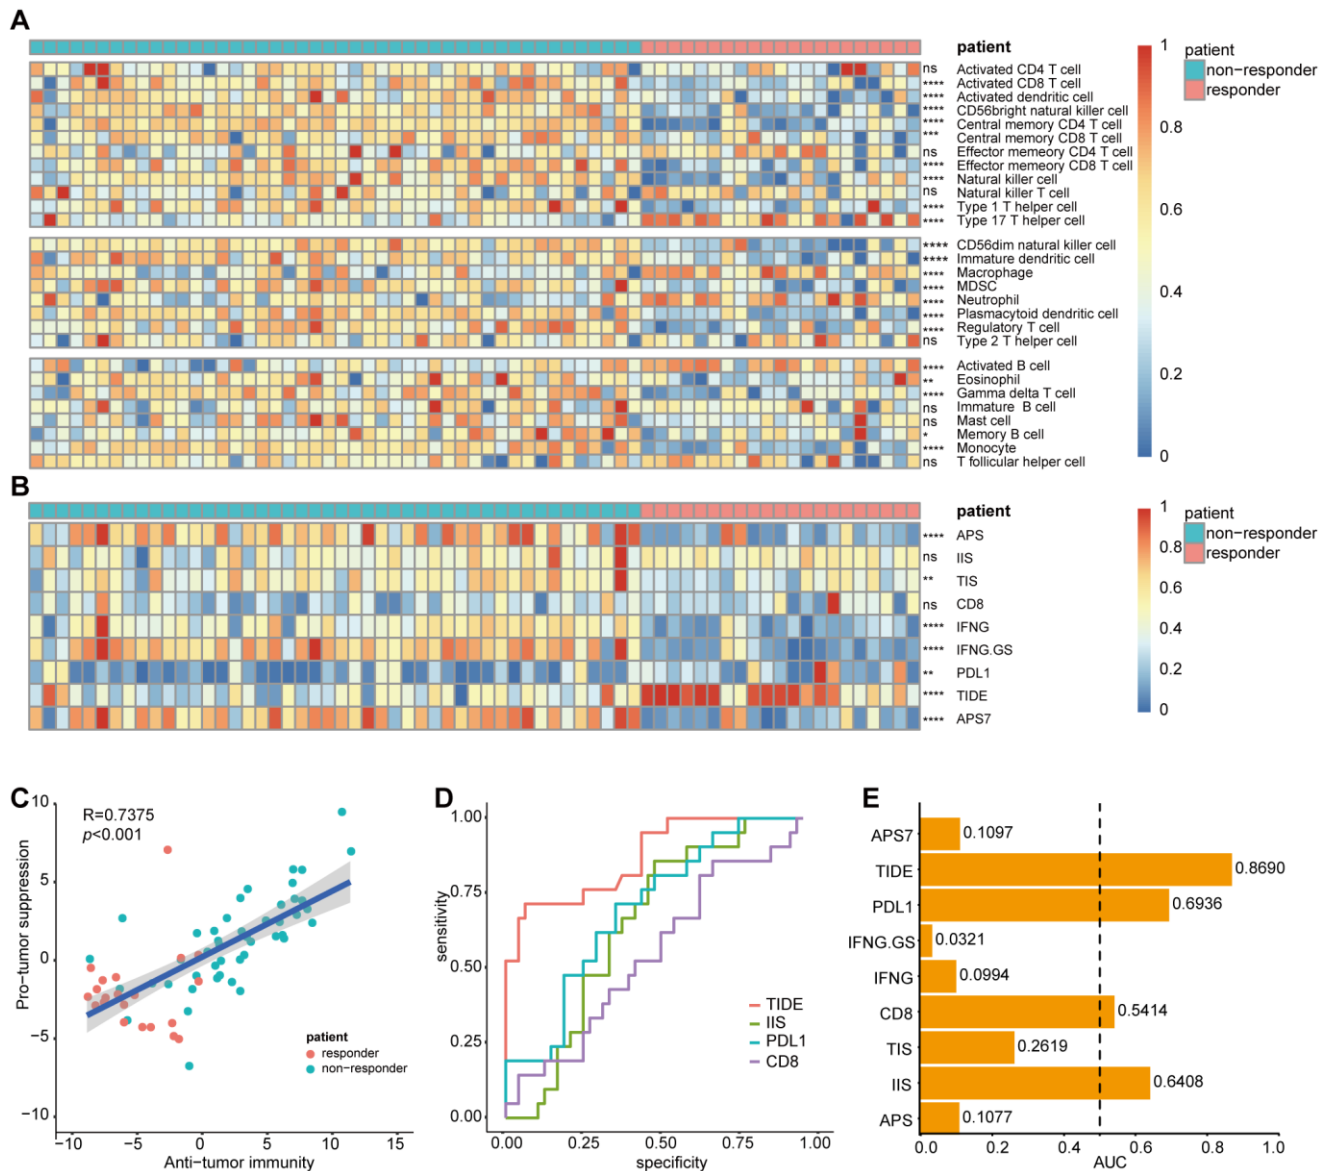 A
patient
ns Activated CD4 T cell
**** Activated CD8 T cell
**** Activated dendritic cell
**** CD56bright natural killer cell
**** Central memory CD4 T cell
*** Central memory CD8 T cell
ns Effector memeory CD4 T cell
**** Effector memeory CD8 T cell
**** Natural killer cell
ns Natural killer T cell
**** Type 1 T helper cell
**** Type 17 T helper cell
**** CD56dim natural killer cell
**** Immature dendritic cell
**** Macrophage
**** MDSC
**** Neutrophil
**** Plasmacytoid dendritic cell
**** Regulatory T cell
ns Type 2 T helper cell
**** Activated B cell
** Eosinophil
**** Gamma delta T cell
ns Immature B cell
ns Mast cell
* Memory B cell
**** Monocyte
ns T follicular helper cell
1
0.8
0.6
0.4
0.2
0
patient
non-responder
responder
B
patient
**** APS
ns IIS
** TIS
ns CD8
**** IFNG
**** IFNG.GS
** PDL1
**** TIDE
**** APS7
1
0.8
0.6
0.4
0.2
0
patient
non-responder
responder
C
R=0.7375
p<0.001
Pro-tumor suppression
10
5
0
-5
-10
patient
responder
non-responder
-10 -5 0 5 10 15
Anti-tumor immunity
D
sensitivity
1.00
0.75
0.50
0.25
0.00
TIDE
IIS
PDL1
CD8
0.00 0.25 0.50 0.75 1.00
specificity
E
APS7 0.1097
TIDE 0.8690
PDL1 0.6936
IFNG.GS 0.0321
IFNG 0.0994
CD8 0.5414
TIS 0.2619
IIS 0.6408
APS 0.1077
0.0 0.2 0.4 0.6 0.8 1.0
AUC